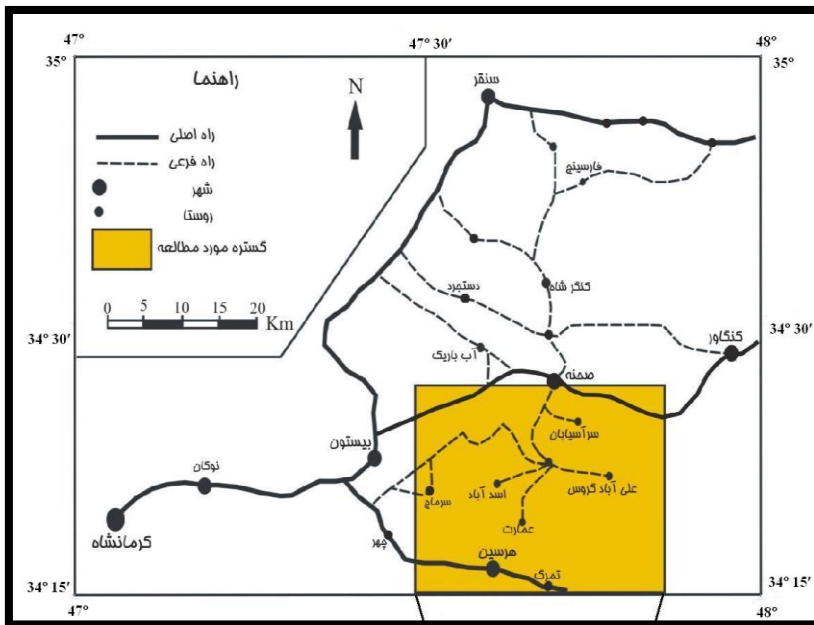 47°
47° 30′
48°
35°
35°
راهنما
N
راه اصلی
راه فرعی
شهر
روستا
گستره مورد مطالعه
0 5 10 15 20
Km
سنقر
فارسینج
کنگر شاه
دستجرد
34° 30′
34° 30′
کنگاور
آب باریک
صحنه
سرآسیابان
بیستون
نوکان
علی آباد گروس
اسد آباد
سرماج
عمارت
کرمانشاه
چهر
هرسین
تمرگ
34° 15′
34° 15′
47°
47° 30′
48°